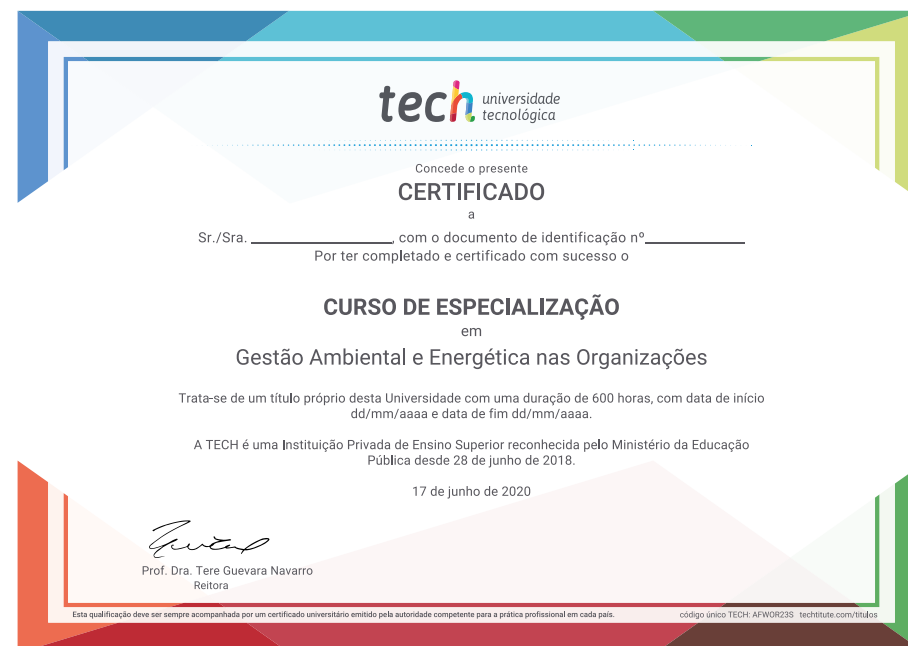 tech universidade
tecnológica
Concede o presente
CERTIFICADO
a
Sr./Sra. ____________________, com o documento de identificação nº______________
Por ter completado e certificado com sucesso o
CURSO DE ESPECIALIZAÇÃO
em
Gestão Ambiental e Energética nas Organizações
Trata-se de um título próprio desta Universidade com uma duração de 600 horas, com data de início
dd/mm/aaaa e data de fim dd/mm/aaaa.
A TECH é uma Instituição Privada de Ensino Superior reconhecida pelo Ministério da Educação
Pública desde 28 de junho de 2018.
17 de junho de 2020
Prof. Dra. Tere Guevara Navarro
Reitora
Esta qualificação deve ser sempre acompanhada por um certificado universitário emitido pela autoridade competente para a prática profissional em cada país.
código único TECH: AFWOR23S techtitute.com/titulos